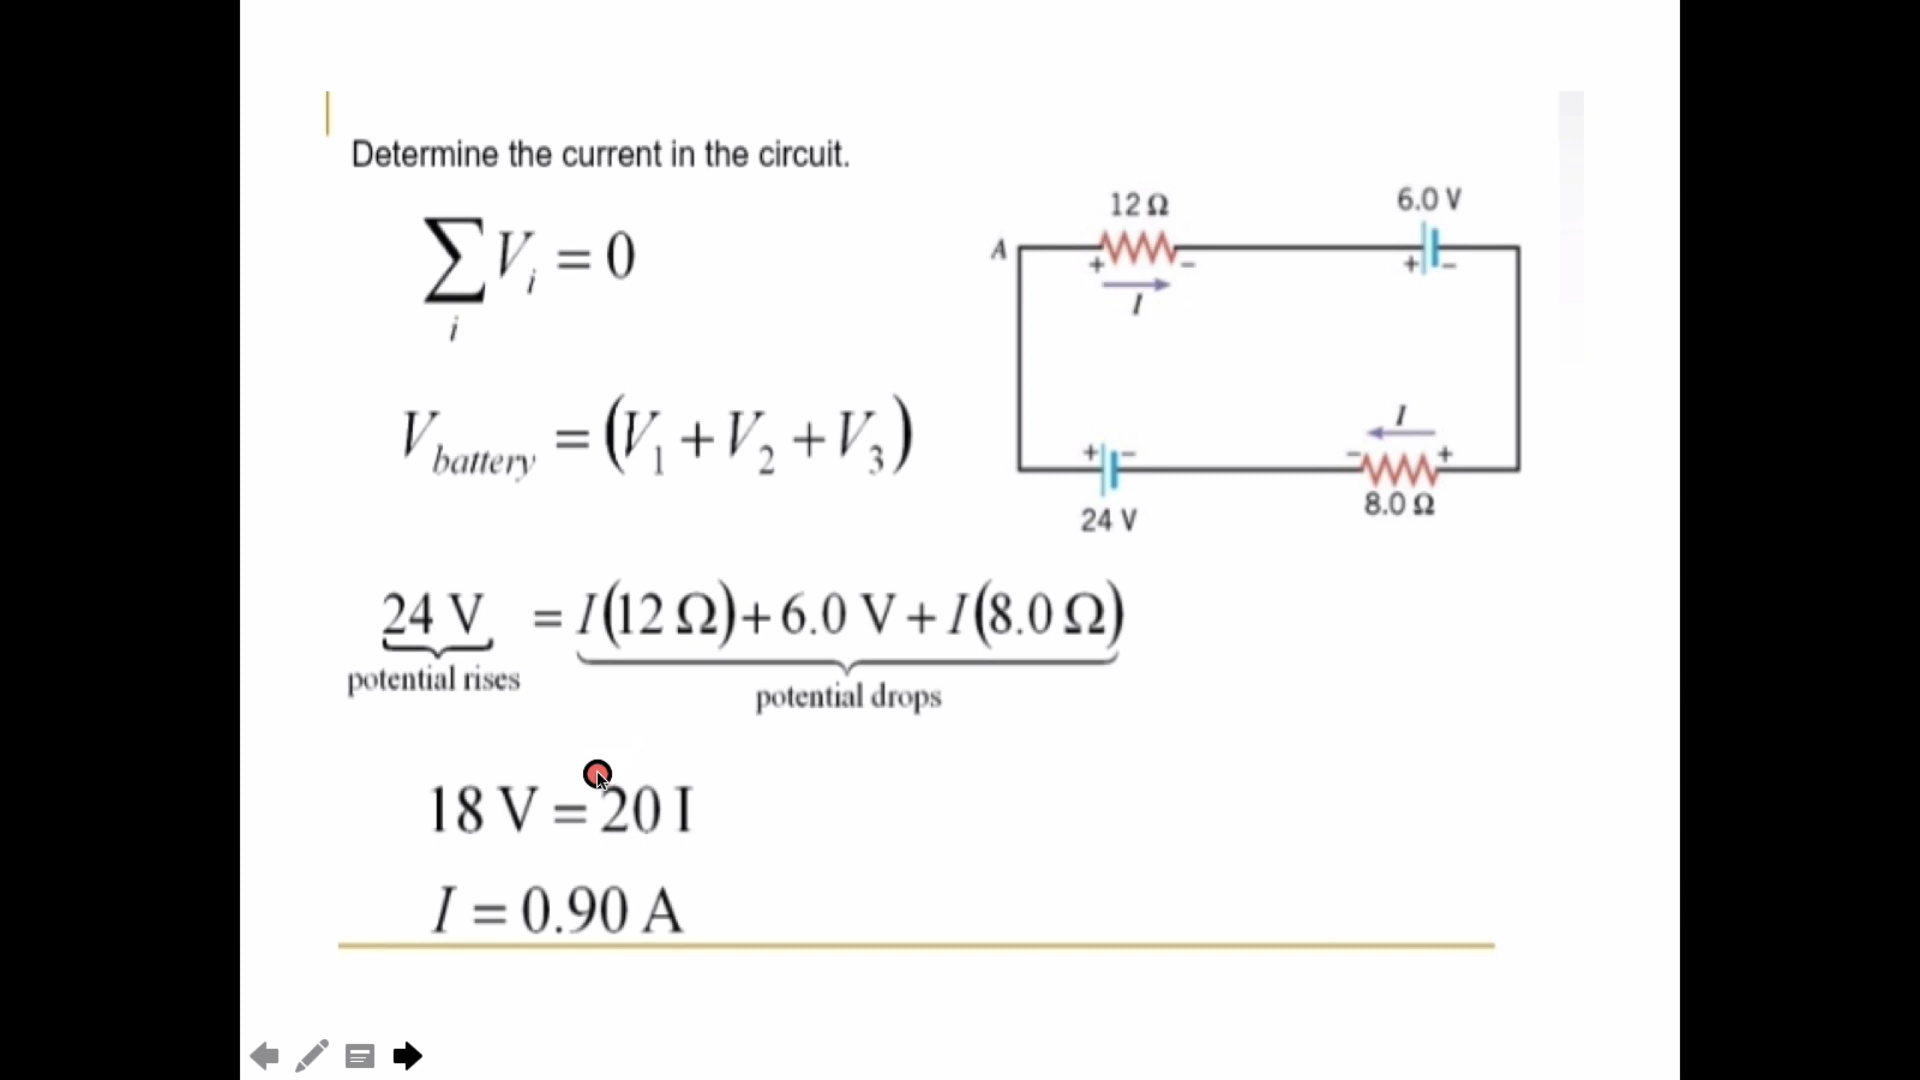 Determine the current in the circuit.
∑ V_i = 0
i
V_battery = (V_1 + V_2 + V_3)
24 V = I(12 Ω) + 6.0 V + I(8.0 Ω)
potential rises
potential drops
18 V = 20 I
I = 0.90 A
12 Ω
6.0 V
A
+ −
+ −
I
I
+ −
− +
24 V
8.0 Ω